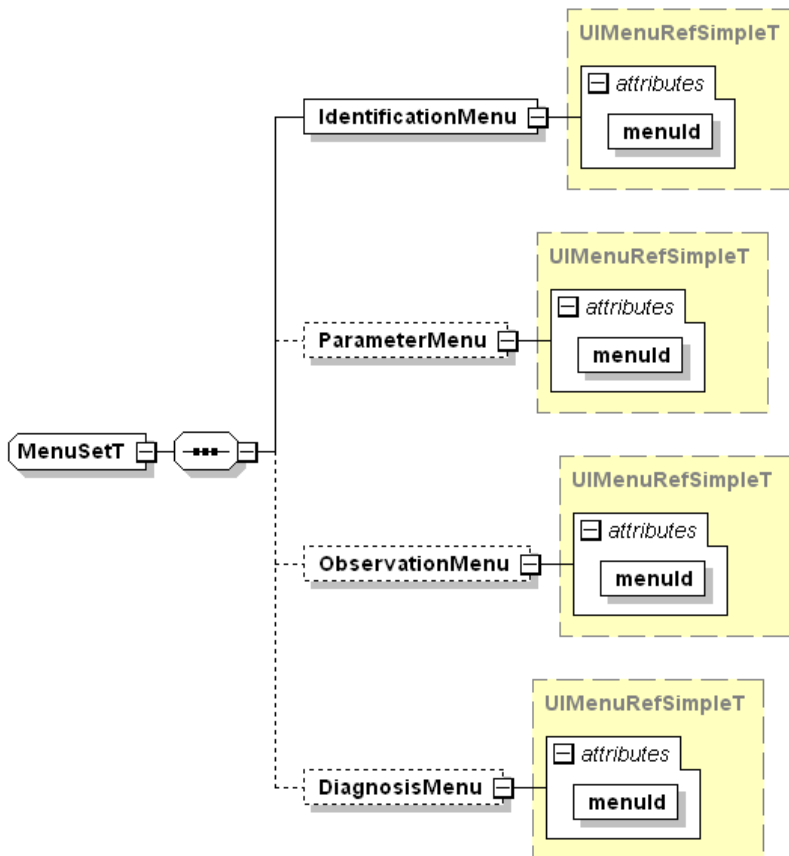 UIMenuRefSimpleT
attributes
IdentificationMenu
menuId
UIMenuRefSimpleT
attributes
ParameterMenu
menuId
MenuSetT
UIMenuRefSimpleT
attributes
ObservationMenu
menuId
UIMenuRefSimpleT
attributes
DiagnosisMenu
menuId